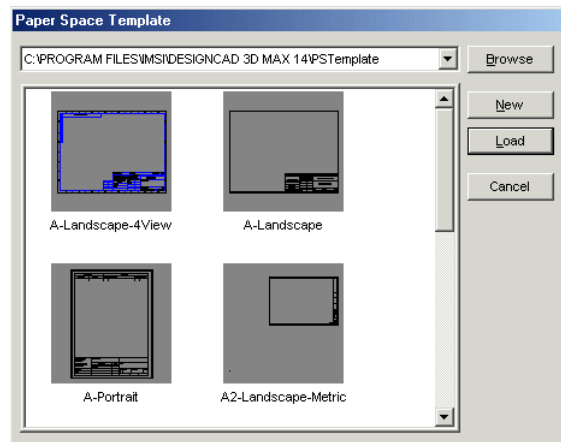 Paper Space Template
C:\PROGRAM FILES\IMSI\DESIGNCAD 3D MAX 14\PSTemplate
Browse
New
Load
Cancel
A-Landscape-4View
A-Landscape
A-Portrait
A2-Landscape-Metric